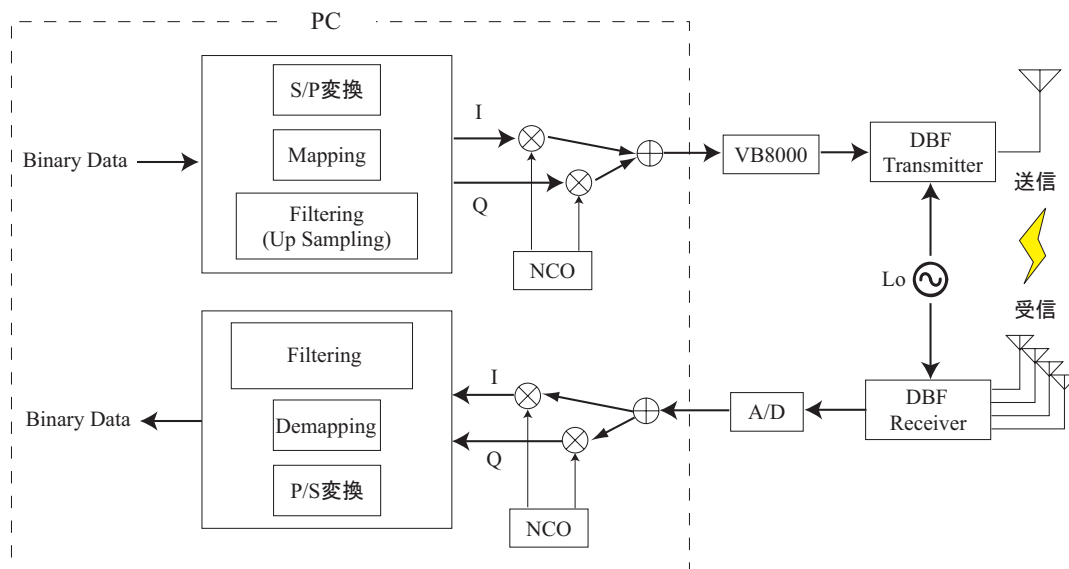 PC
S/P変換
Mapping
Filtering
(Up Sampling)
Binary Data
I
Q
NCO
VB8000
DBF
Transmitter
送信
Lo
受信
Filtering
Demapping
P/S変換
Binary Data
I
Q
NCO
A/D
DBF
Receiver